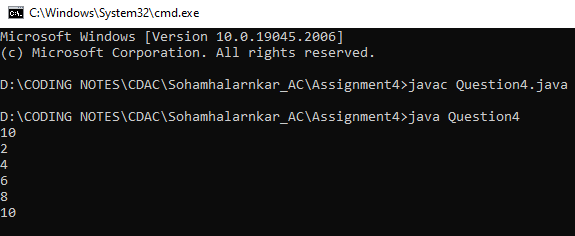 C:\Windows\System32\cmd.exe
Microsoft Windows [Version 10.0.19045.2006]
(c) Microsoft Corporation. All rights reserved.
D:\CODING NOTES\CDAC\Sohamhalarnkar_AC\Assignment4>javac Question4.java
D:\CODING NOTES\CDAC\Sohamhalarnkar_AC\Assignment4>java Question4
10
2
4
6
8
10